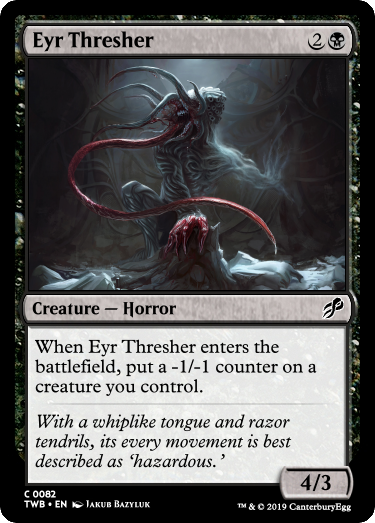 Eyr Thresher 2
Creature — Horror
When Eyr Thresher enters the
battlefield, put a -1/-1 counter on a
creature you control.
With a whiplike tongue and razor
tendrils, its every movement is best
described as ‘hazardous.’
4/3
C 0082
TWB • EN Jakub Bazyluk
™ & © 2019 CanterburyEgg